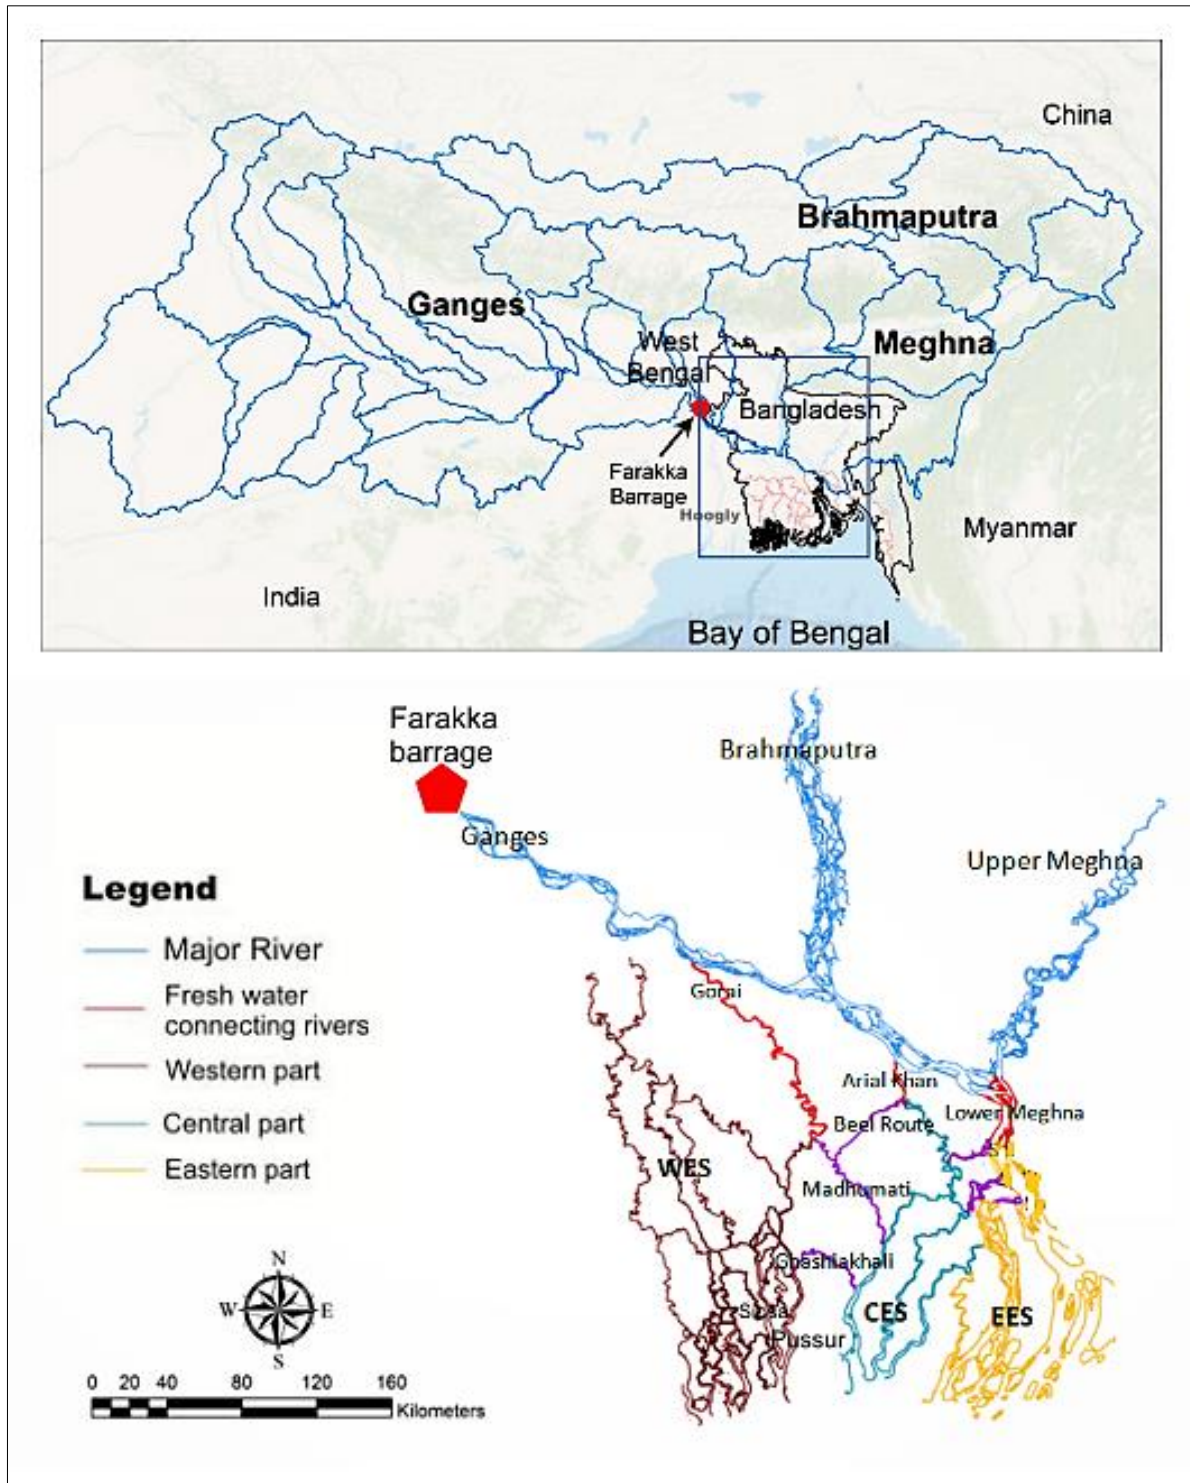 China
Brahmaputra
Ganges
Meghna
West
Bengal
Bangladesh
Farakka
Barrage
Hoogly
Myanmar
India
Bay of Bengal
Farakka
barrage
Brahmaputra
Ganges
Upper Meghna
Legend
Major River
Fresh water
connecting rivers
Western part
Central part
Eastern part
Gorai
Arial Khan
Lower Meghna
Beel Route
WES
Madhumati
Ghashiakhali
CES
EES
Pussur
N
W
E
S
0 20 40 80 120 160
Kilometers